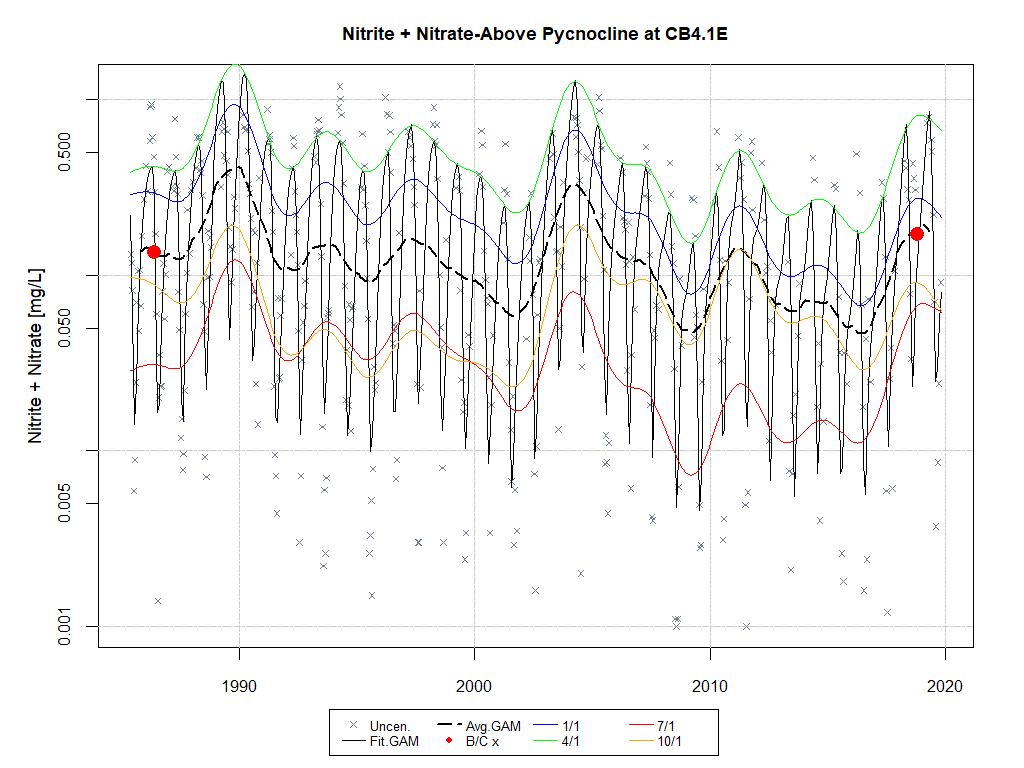 Nitrite + Nitrate-Above Pycnocline at CB4.1E
Nitrite + Nitrate [mg/L]
0.500
0.050
0.005
0.001
1990 2000 2010 2020
Uncen. Avg.GAM 1/1 7/1
Fit.GAM B/C x 4/1 10/1